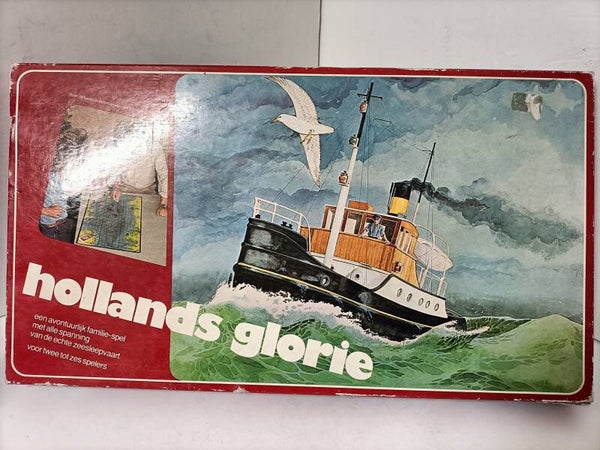 hollands glorie
een avontuurlijk familie-spel
met alle spanning
van de echte zeesleepvaart
voor twee tot zes spelers